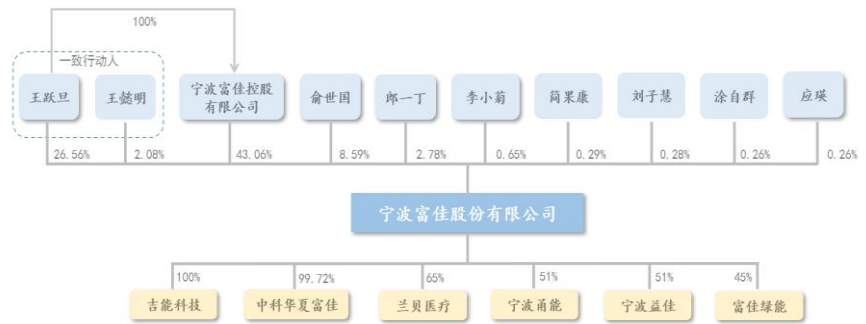 100%
一致行动人
王跃旦
王懿明
宁波富佳控股
有限公司
俞世国
郎一丁
李小菊
简果康
刘子慧
涂自群
应瑛
26.56%
2.08%
43.06%
8.59%
2.78%
0.65%
0.29%
0.28%
0.26%
0.26%
宁波富佳股份有限公司
100%
99.72%
65%
51%
51%
45%
吉能科技
中科华夏富佳
兰贝医疗
宁波甬能
宁波益佳
富佳绿能